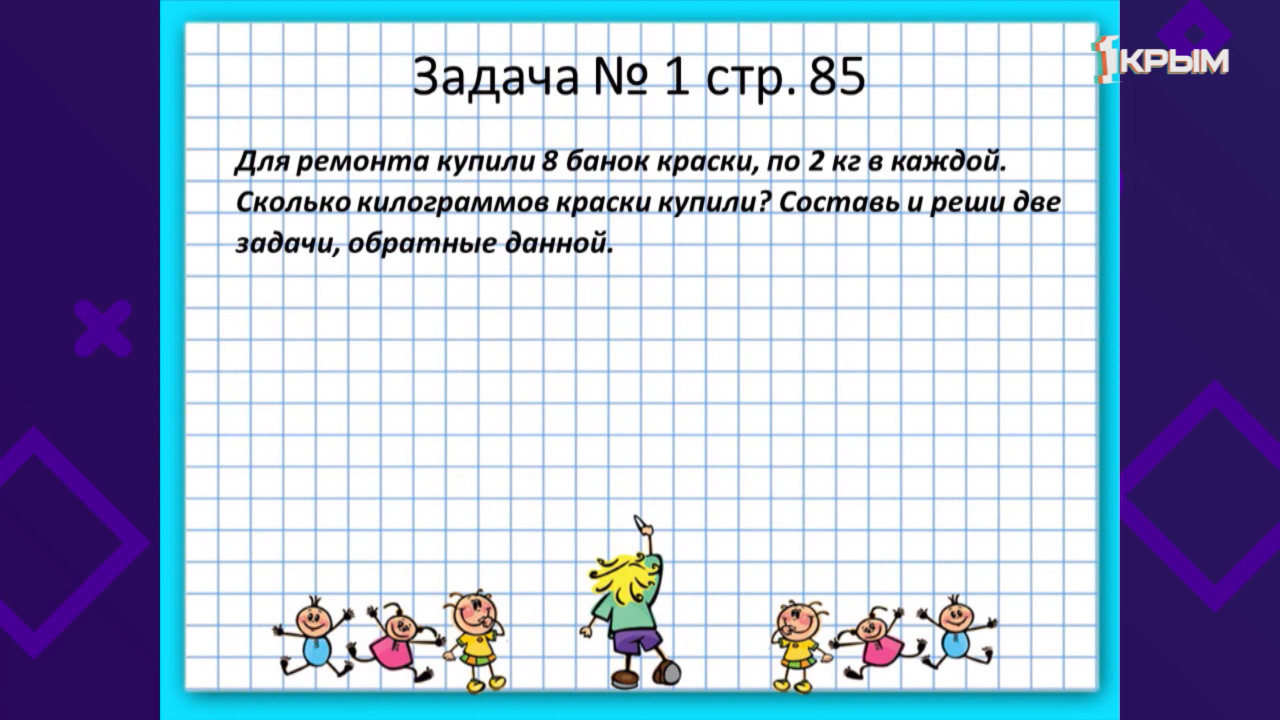 Задача № 1 стр. 85
1КРЫМ
Для ремонта купили 8 банок краски, по 2 кг в каждой.
Сколько килограммов краски купили? Составь и реши две
задачи, обратные данной.